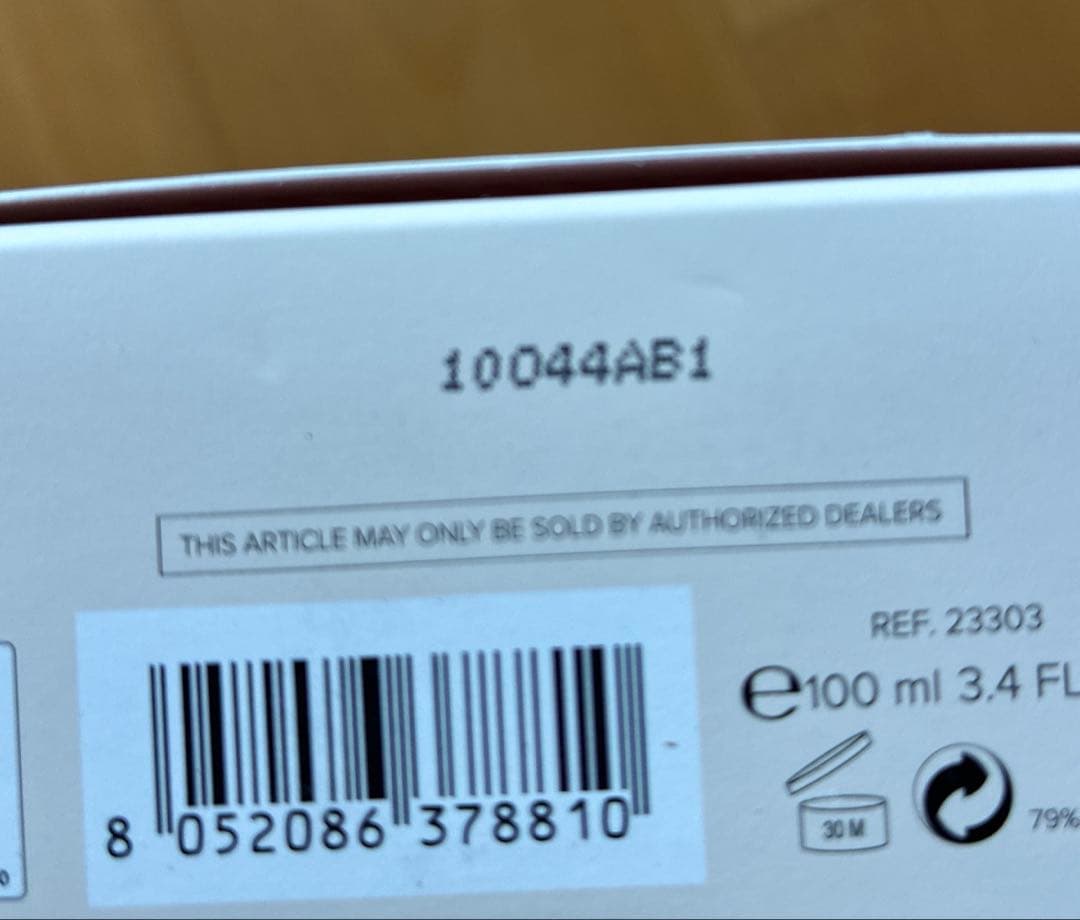 10044AB1
THIS ARTICLE MAY ONLY BE SOLD BY AUTHORIZED DEALERS
REF. 23303
e100 ml 3.4 FL
30 M
79%
8 052086 378810